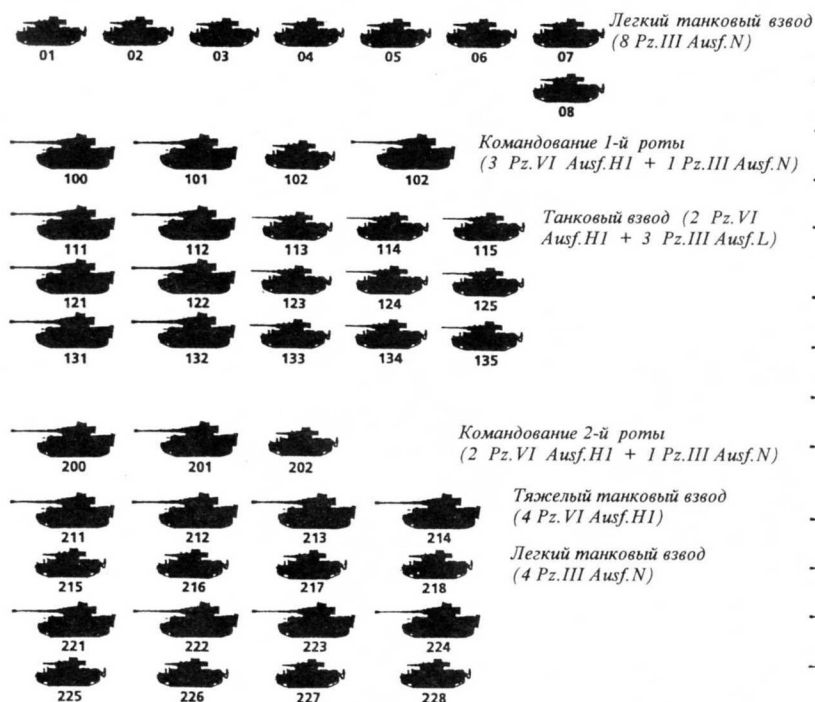 Легкий танковый взвод
(8 Pz.III Ausf.N)
01 02 03 04 05 06 07
08
Командование 1-й роты
(3 Pz.VI Ausf.H1 + 1 Pz.III Ausf.N)
100 101 102 102
Танковый взвод (2 Pz.VI
Ausf.H1 + 3 Pz.III Ausf.L)
111 112 113 114 115
121 122 123 124 125
131 132 133 134 135
Командование 2-й роты
(2 Pz.VI Ausf.H1 + 1 Pz.III Ausf.N)
200 201 202
Тяжелый танковый взвод
(4 Pz.VI Ausf.H1)
211 212 213 214
Легкий танковый взвод
(4 Pz.III Ausf.N)
215 216 217 218
221 222 223 224
225 226 227 228